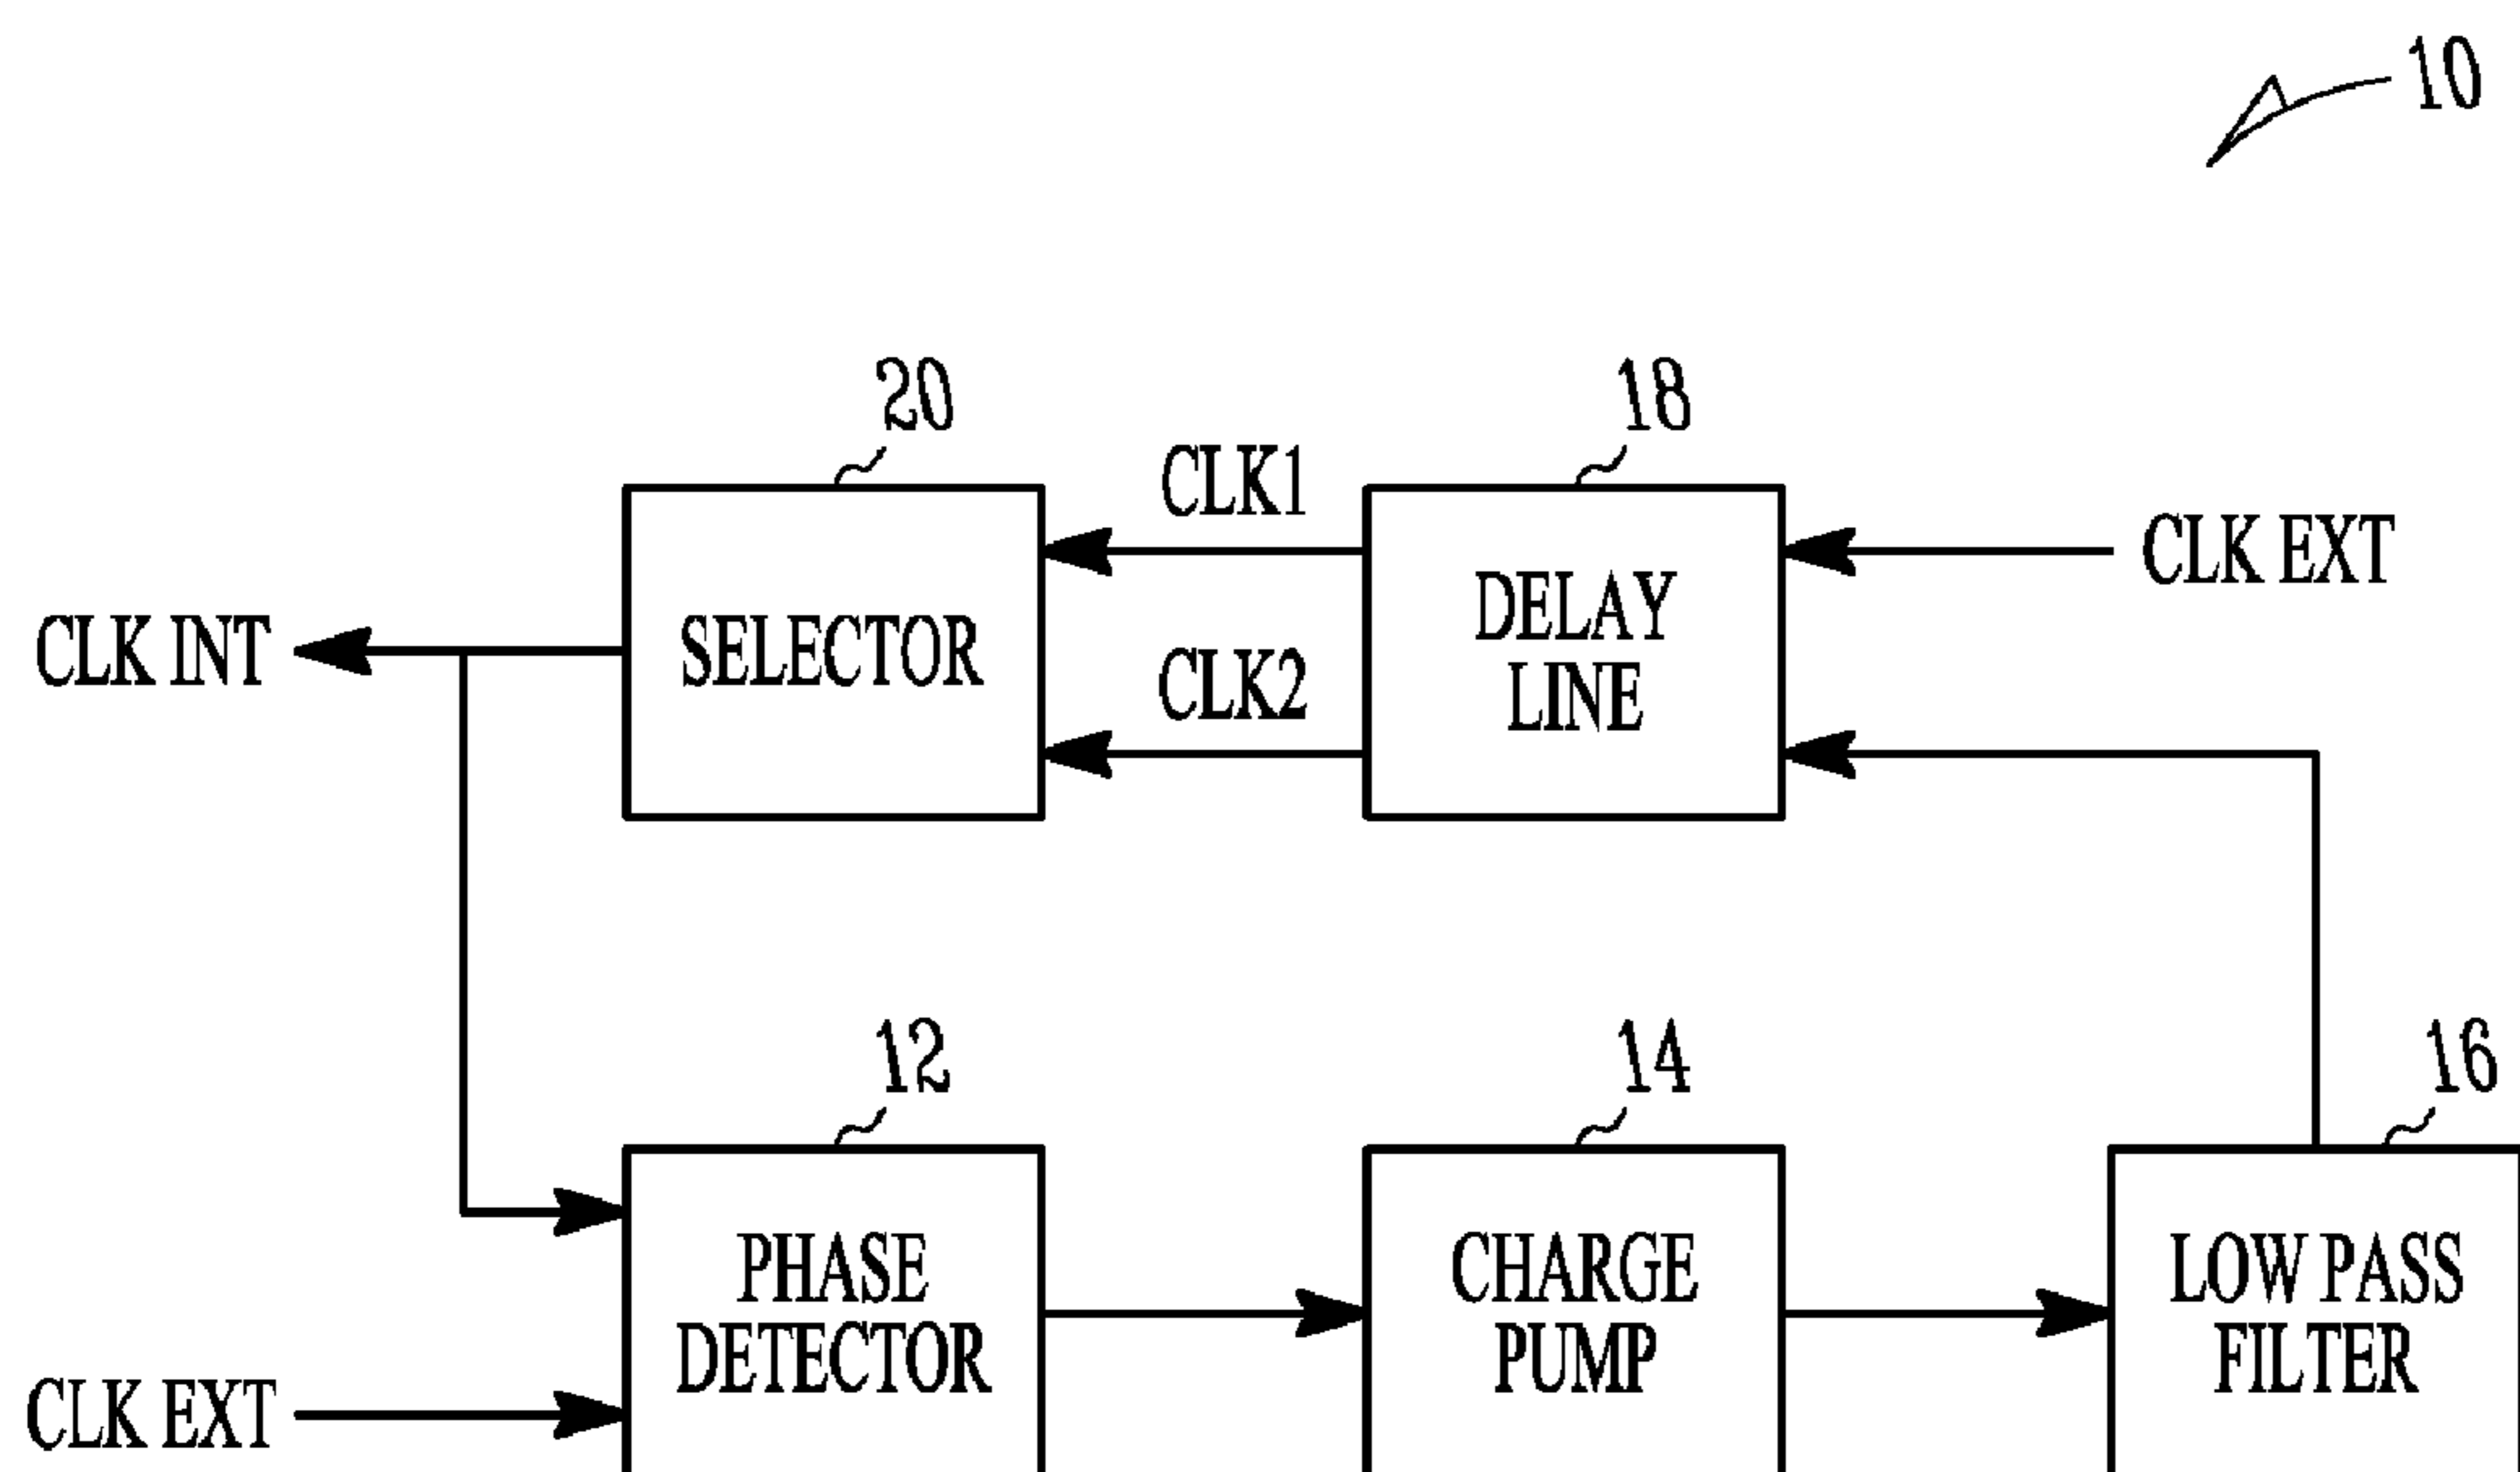 10
20
18
CLK1
CLK EXT
DELAY
LINE
CLK INT
SELECTOR
CLK2
12
14
16
PHASE
DETECTOR
CHARGE
PUMP
LOW PASS
FILTER
CLK EXT